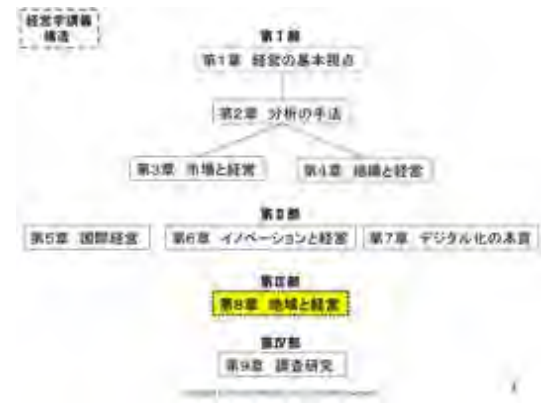 経営学講義
構造
第Ⅰ部
第1章 経営の基本視点
第2章 分析の手法
第3章 市場と経営
第4章 組織と経営
第Ⅱ部
第5章 国際経営
第6章 イノベーションと経営
第7章 デジタル化の本質
第Ⅲ部
第8章 地域と経営
第Ⅳ部
第9章 調査研究